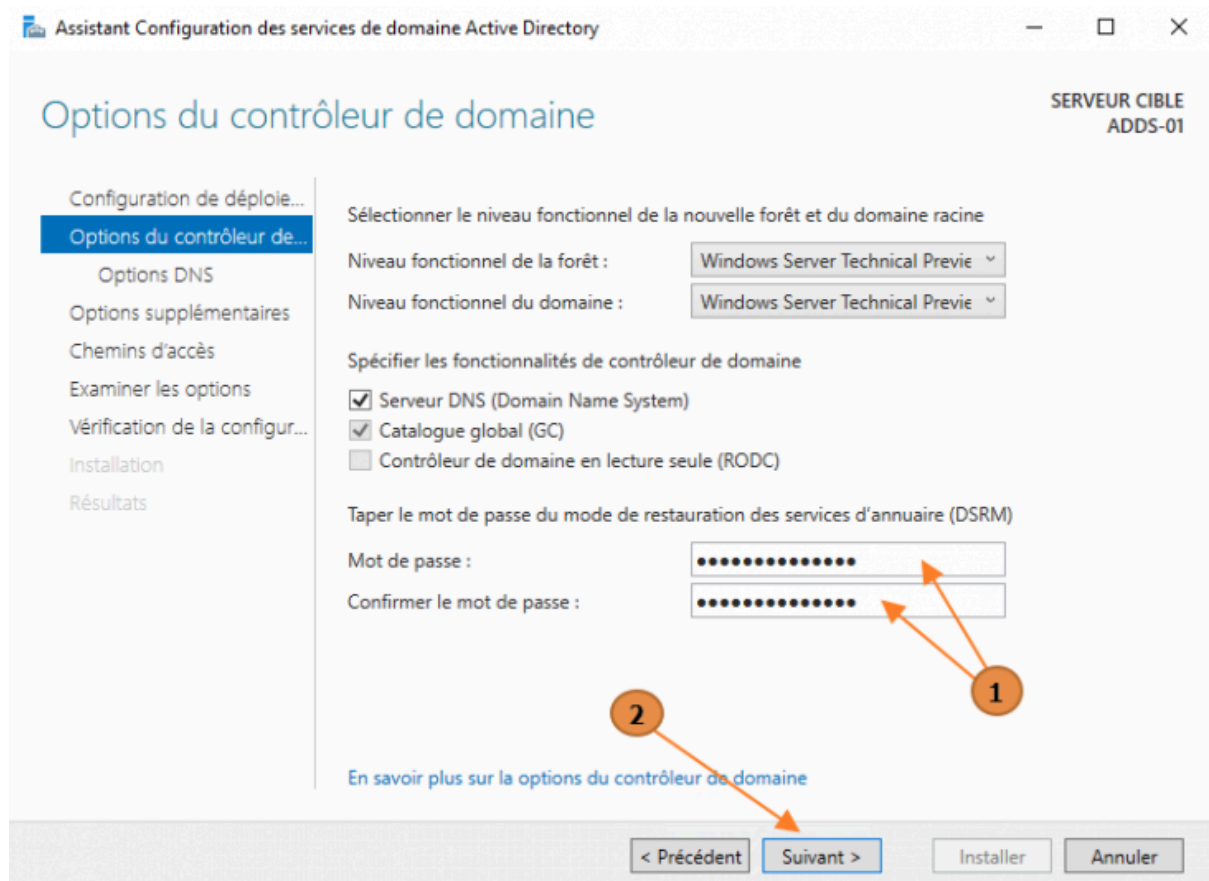 Assistant Configuration des services de domaine Active Directory
Options du contrôleur de domaine
SERVEUR CIBLE
ADDS-01
Configuration de déploie...
Options du contrôleur de...
Options DNS
Options supplémentaires
Chemins d'accès
Examiner les options
Vérification de la configur...
Installation
Résultats
Sélectionner le niveau fonctionnel de la nouvelle forêt et du domaine racine
Niveau fonctionnel de la forêt : Windows Server Technical Previe
Niveau fonctionnel du domaine : Windows Server Technical Previe
Spécifier les fonctionnalités de contrôleur de domaine
Serveur DNS (Domain Name System)
Catalogue global (GC)
Contrôleur de domaine en lecture seule (RODC)
Taper le mot de passe du mode de restauration des services d'annuaire (DSRM)
Mot de passe : ••••••••••••••
Confirmer le mot de passe : ••••••••••••••
1
2
En savoir plus sur la options du contrôleur de domaine
< Précédent Suivant > Installer Annuler